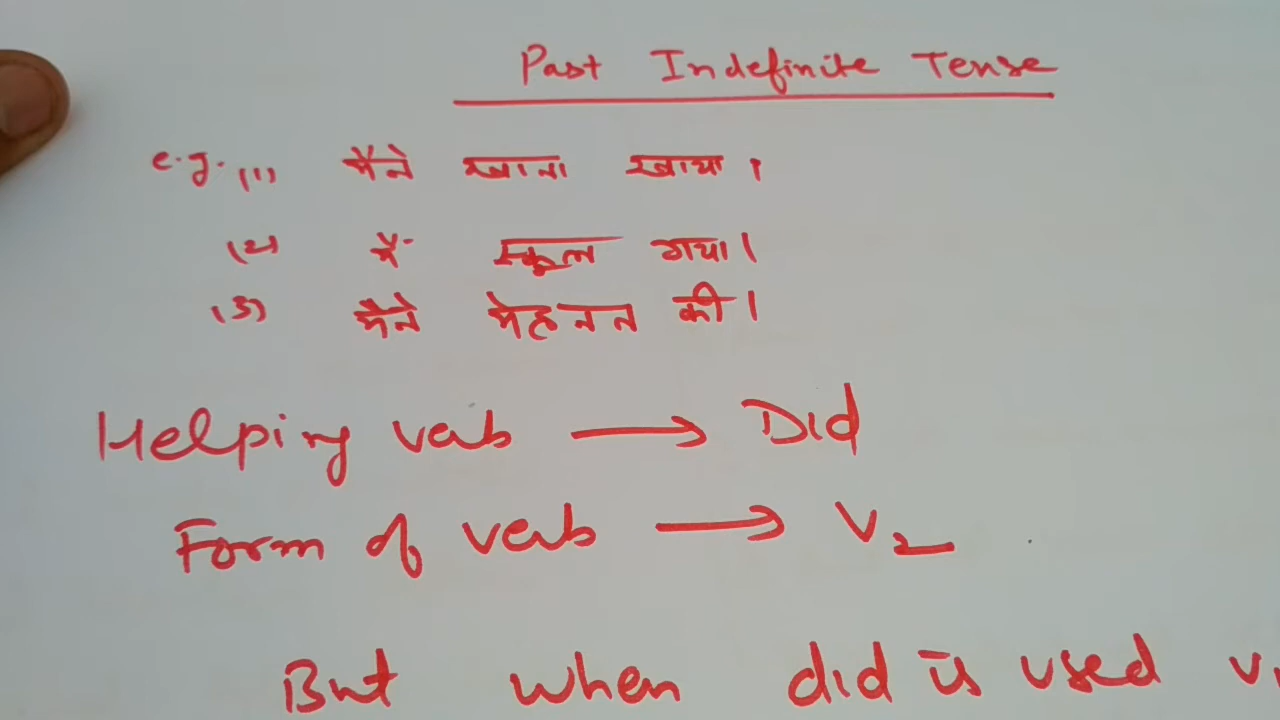 Past Indefinite Tense
e.g. (1) मैंने खाना खाया।
(2) मैं स्कूल गया।
(3) मैंने मेहनत की।
Helping verb → Did
Form of verb → V2
But when did is used V1